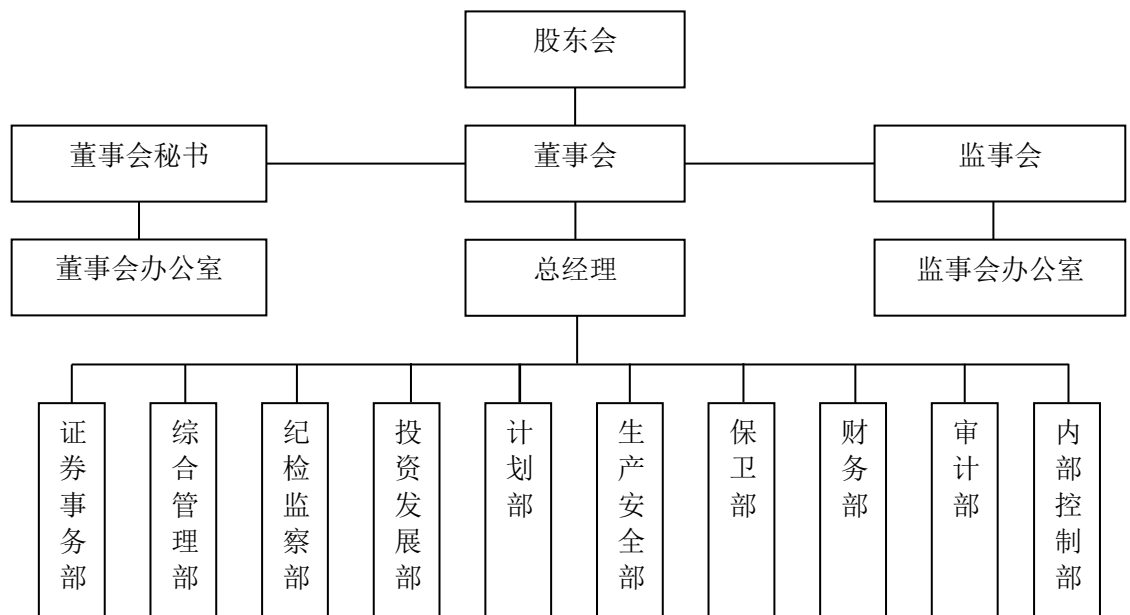 股东会
董事会秘书
董事会
监事会
董事会办公室
总经理
监事会办公室
证券事务部
综合管理部
纪检监察部
投资发展部
计划部
生产安全部
保卫部
财务部
审计部
内部控制部